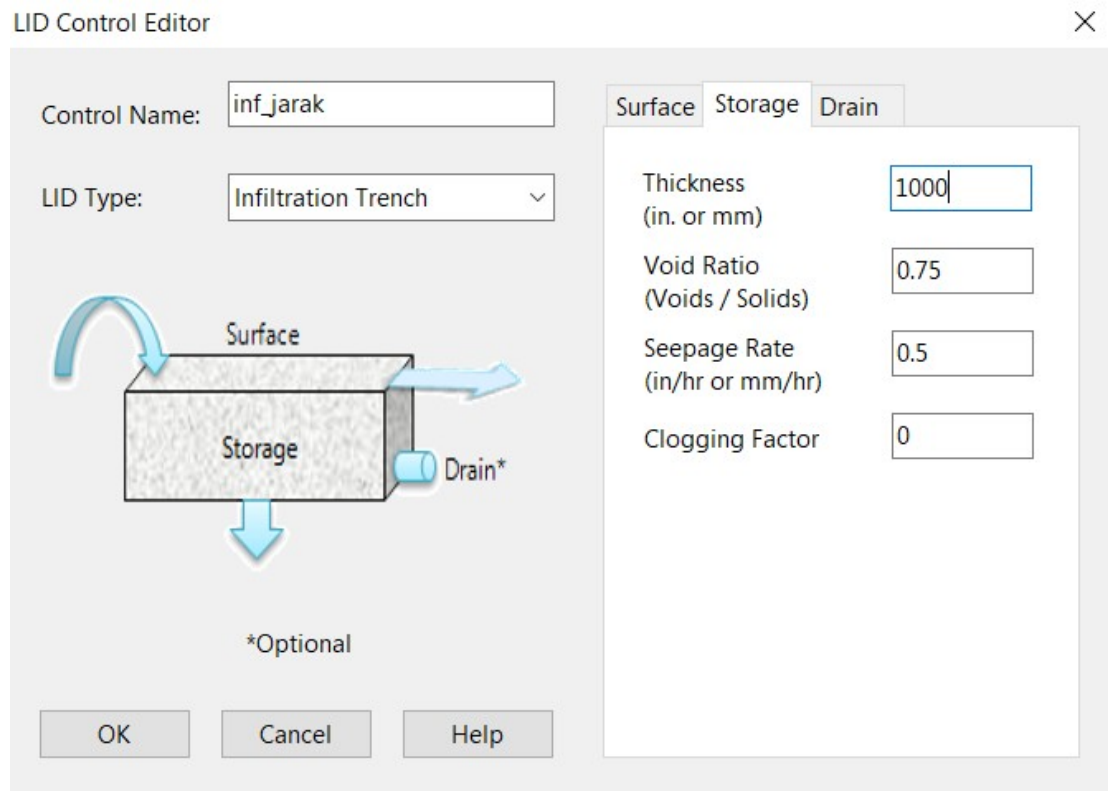 LID Control Editor
Control Name: inf_jarak
LID Type: Infiltration Trench
Surface
Storage
Drain*
*Optional
OK Cancel Help
Surface Storage Drain
Thickness 1000
(in. or mm)
Void Ratio 0.75
(Voids / Solids)
Seepage Rate 0.5
(in/hr or mm/hr)
Clogging Factor 0